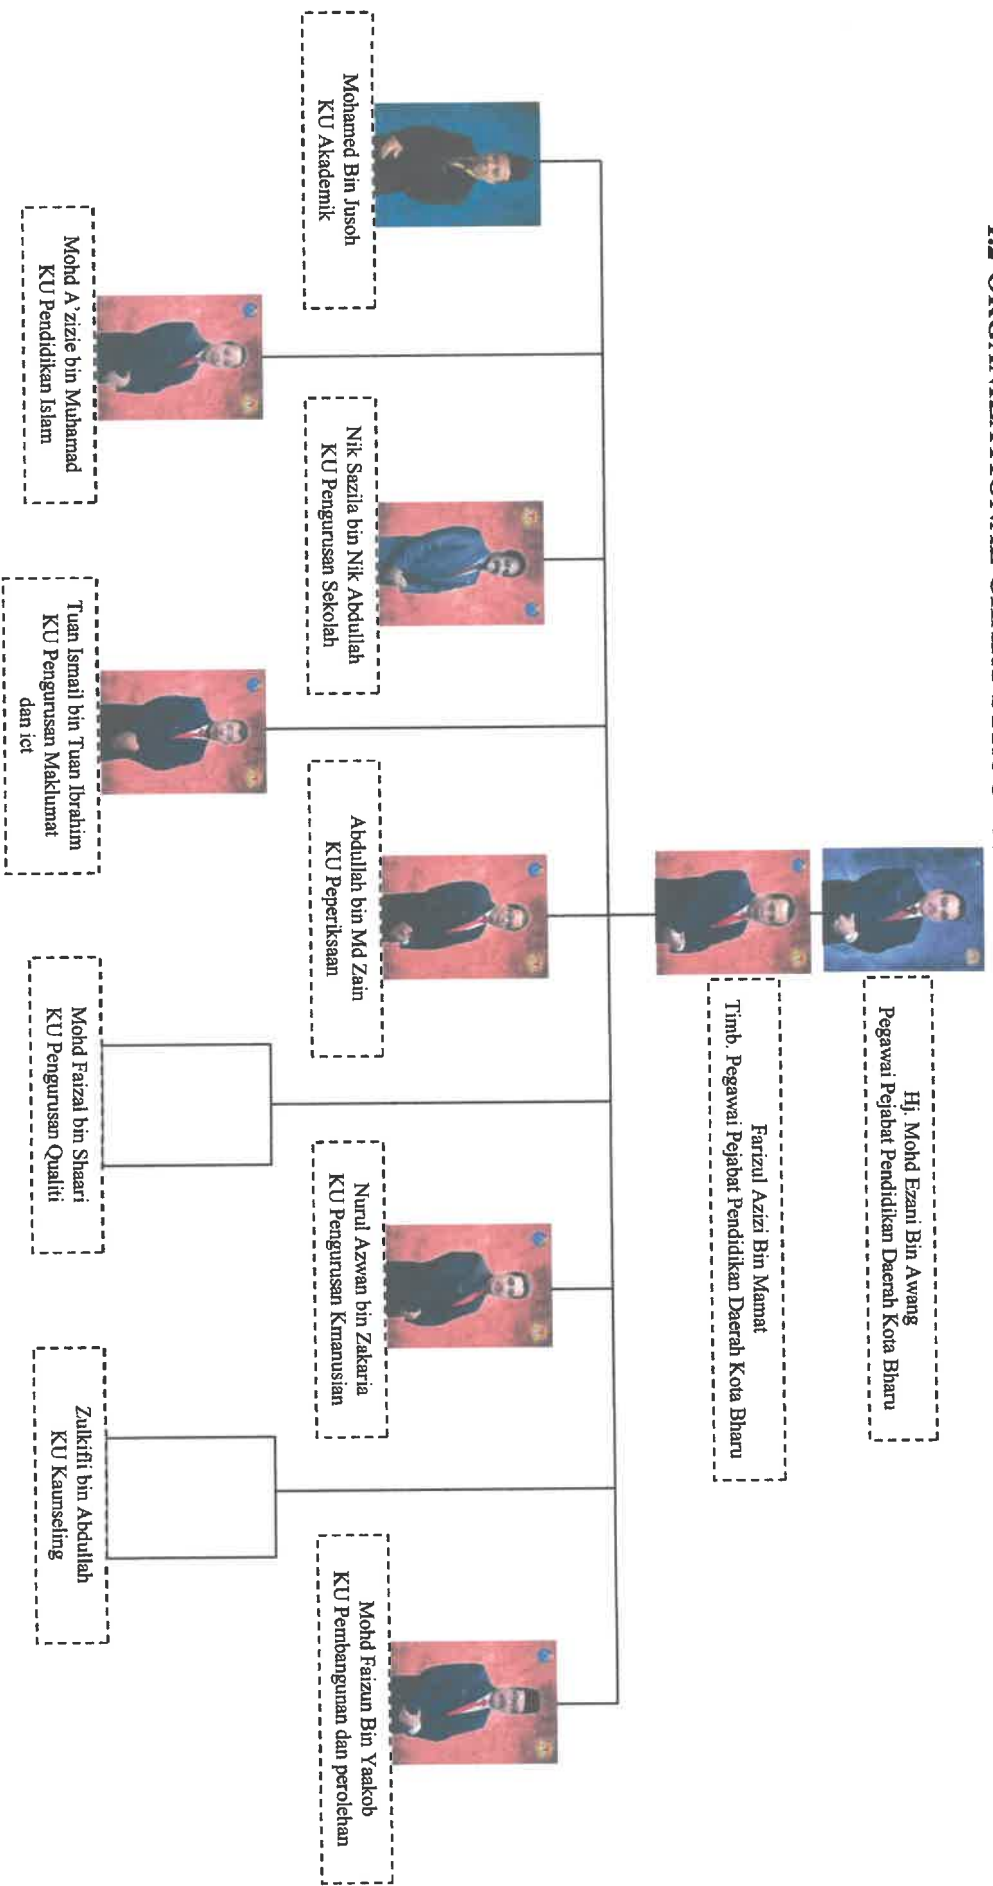 Hj. Mohd Ezani Bin Awang
Pegawai Pejabat Pendidikan Daerah Kota Bharu
Farizul Azizi Bin Mamat
Timb. Pegawai Pejabat Pendidikan Daerah Kota Bharu
Mohamed Bin Jusoh
KU Akademik
Nik Sazila bin Nik Abdullah
KU Pengurusan Sekolah
Abdullah bin Md Zain
KU Peperiksaan
Nurul Azwan bin Zakaria
KU Pengurusan Kmanusian
Mohd Faizun Bin Yaakob
KU Pembangunan dan perolehan
Mohd A'zizie bin Muhamad
KU Pendidikan Islam
Tuan Ismail bin Tuan Ibrahim
KU Pengurusan Maklumat
dan ict
Mohd Faizal bin Shaari
KU Pengurusan Qualiti
Zulkifli bin Abdullah
KU Kaunseling